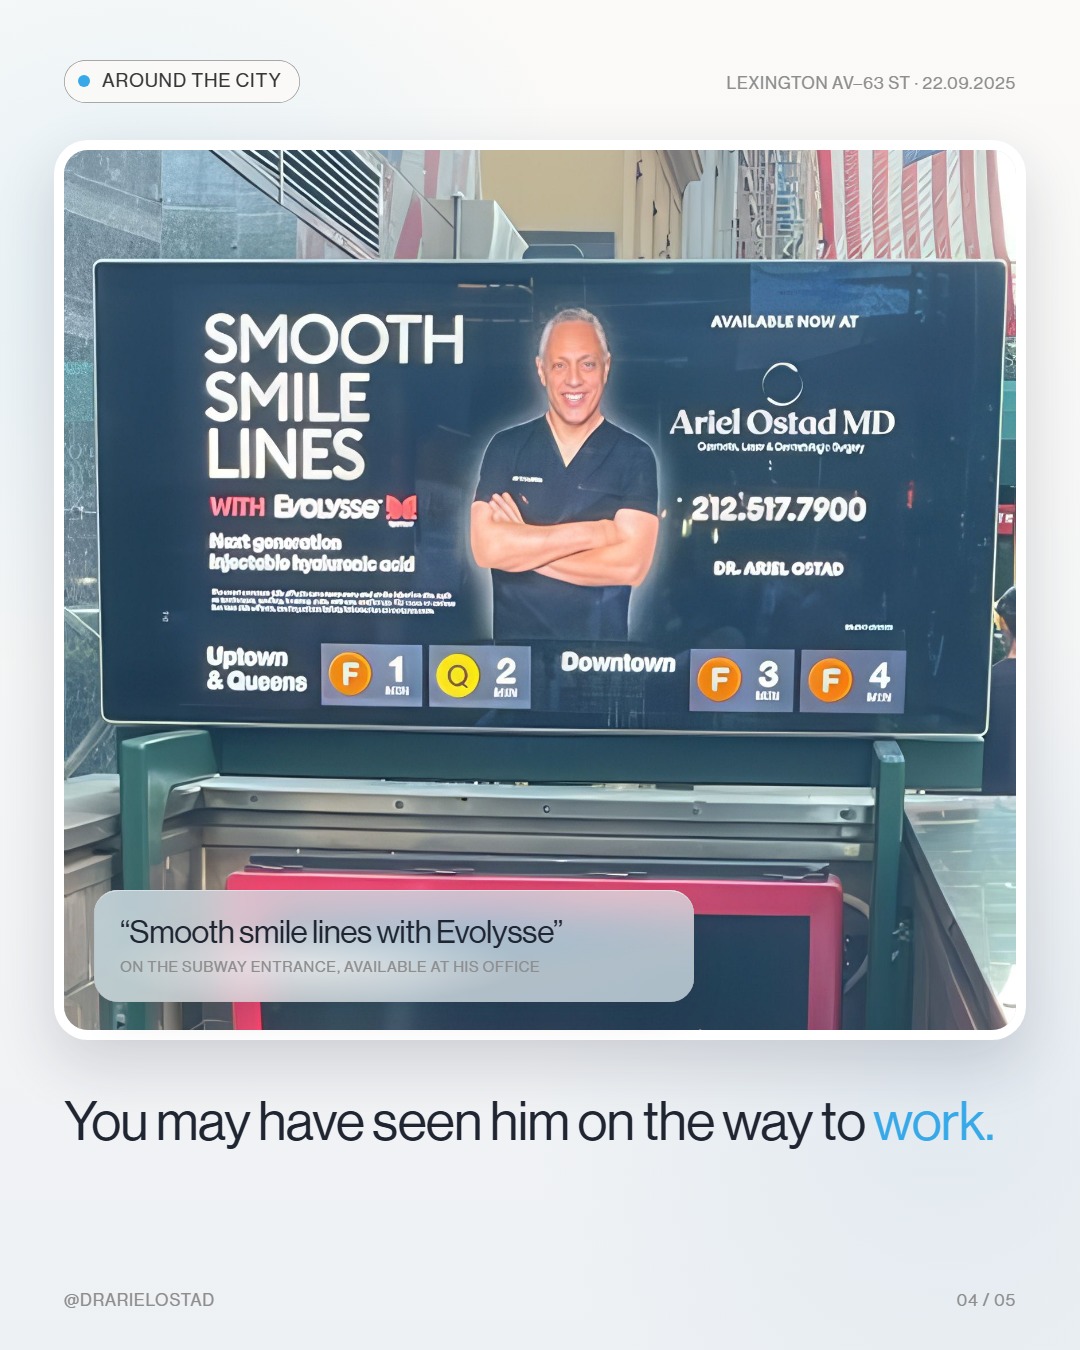 AROUND THE CITY
LEXINGTON AV–63 ST · 22.09.2025
SMOOTH
SMILE
LINES
WITH EVOLYSSE
Next generation
Injectable hyaluronic acid
AVAILABLE NOW AT
Ariel Ostad MD
212.517.7900
DR. ARIEL OSTAD
Uptown
& Queens
F 1 MIN
Q 2 MIN
Downtown
F 3 MIN
F 4 MIN
“Smooth smile lines with Evolysse”
ON THE SUBWAY ENTRANCE, AVAILABLE AT HIS OFFICE
You may have seen him on the way to work.
@DRARIELOSTAD
04 / 05